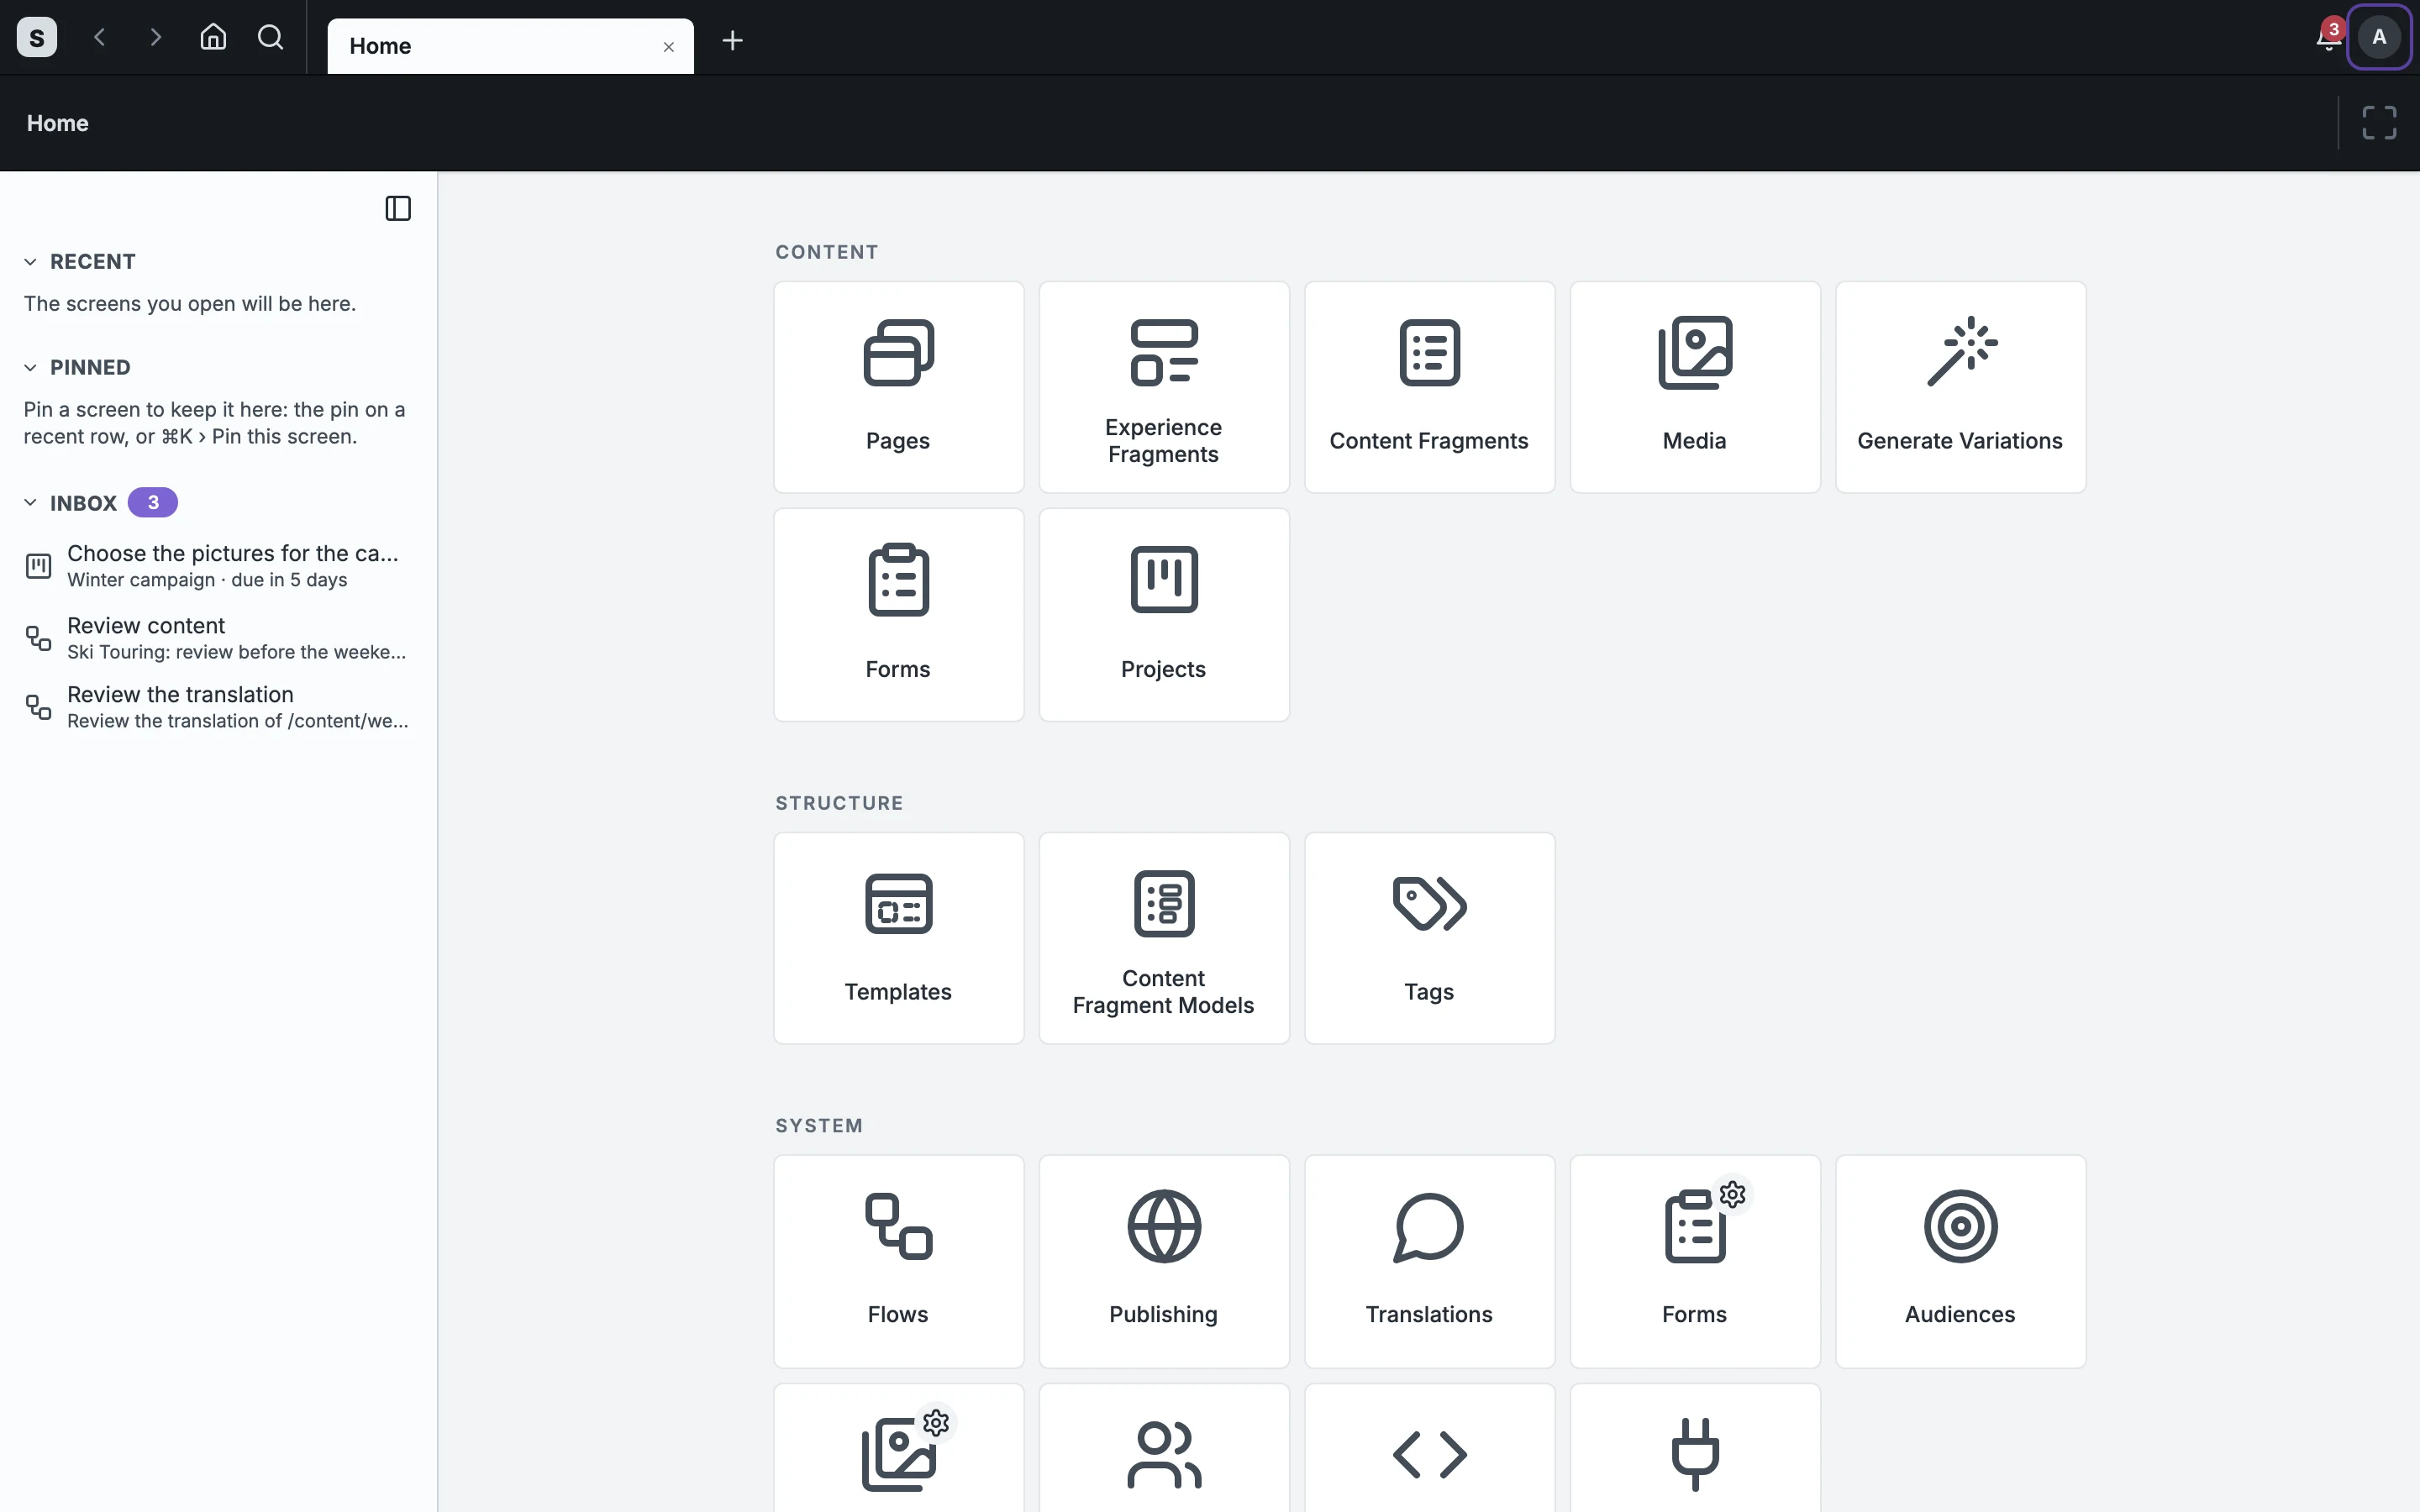 S
Home
3
A
Home
RECENT
The screens you open will be here.
PINNED
Pin a screen to keep it here: the pin on a
recent row, or ⌘K › Pin this screen.
INBOX 3
Choose the pictures for the ca...
Winter campaign · due in 5 days
Review content
Ski Touring: review before the weeke...
Review the translation
Review the translation of /content/we...
CONTENT
Pages
Experience
Fragments
Content Fragments
Media
Generate Variations
Forms
Projects
STRUCTURE
Templates
Content
Fragment Models
Tags
SYSTEM
Flows
Publishing
Translations
Forms
Audiences